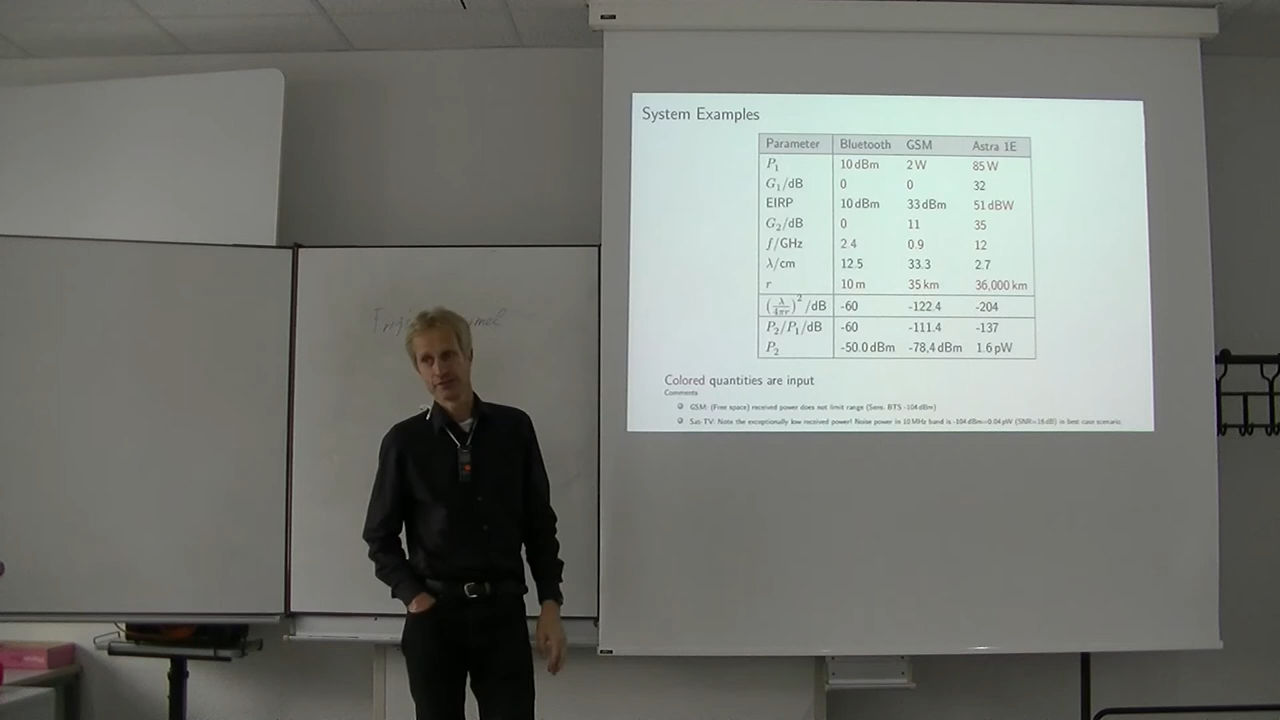 System Examples
Parameter Bluetooth GSM Astra 1E
P₁ 10 dBm 2 W 85 W
G₁/dB 0 0 32
EIRP 10 dBm 33 dBm 51 dBW
G₂/dB 0 11 35
f/GHz 2.4 0.9 12
λ/cm 12.5 33.3 2.7
r 10 m 35 km 36,000 km
(λ/4πr)²/dB -60 -122.4 -204
P₂/P₁/dB -60 -111.4 -137
P₂ -50.0 dBm -78,4 dBm 1.6 pW
Colored quantities are input
Comments
GSM: (Free space) received power does not limit range (Sens. BTS -104 dBm)
Sat-TV: Note the exceptionally low received power! Noise power in 10 MHz band is -104 dBm=0.04 pW (SNR=16 dB) in best case scenario